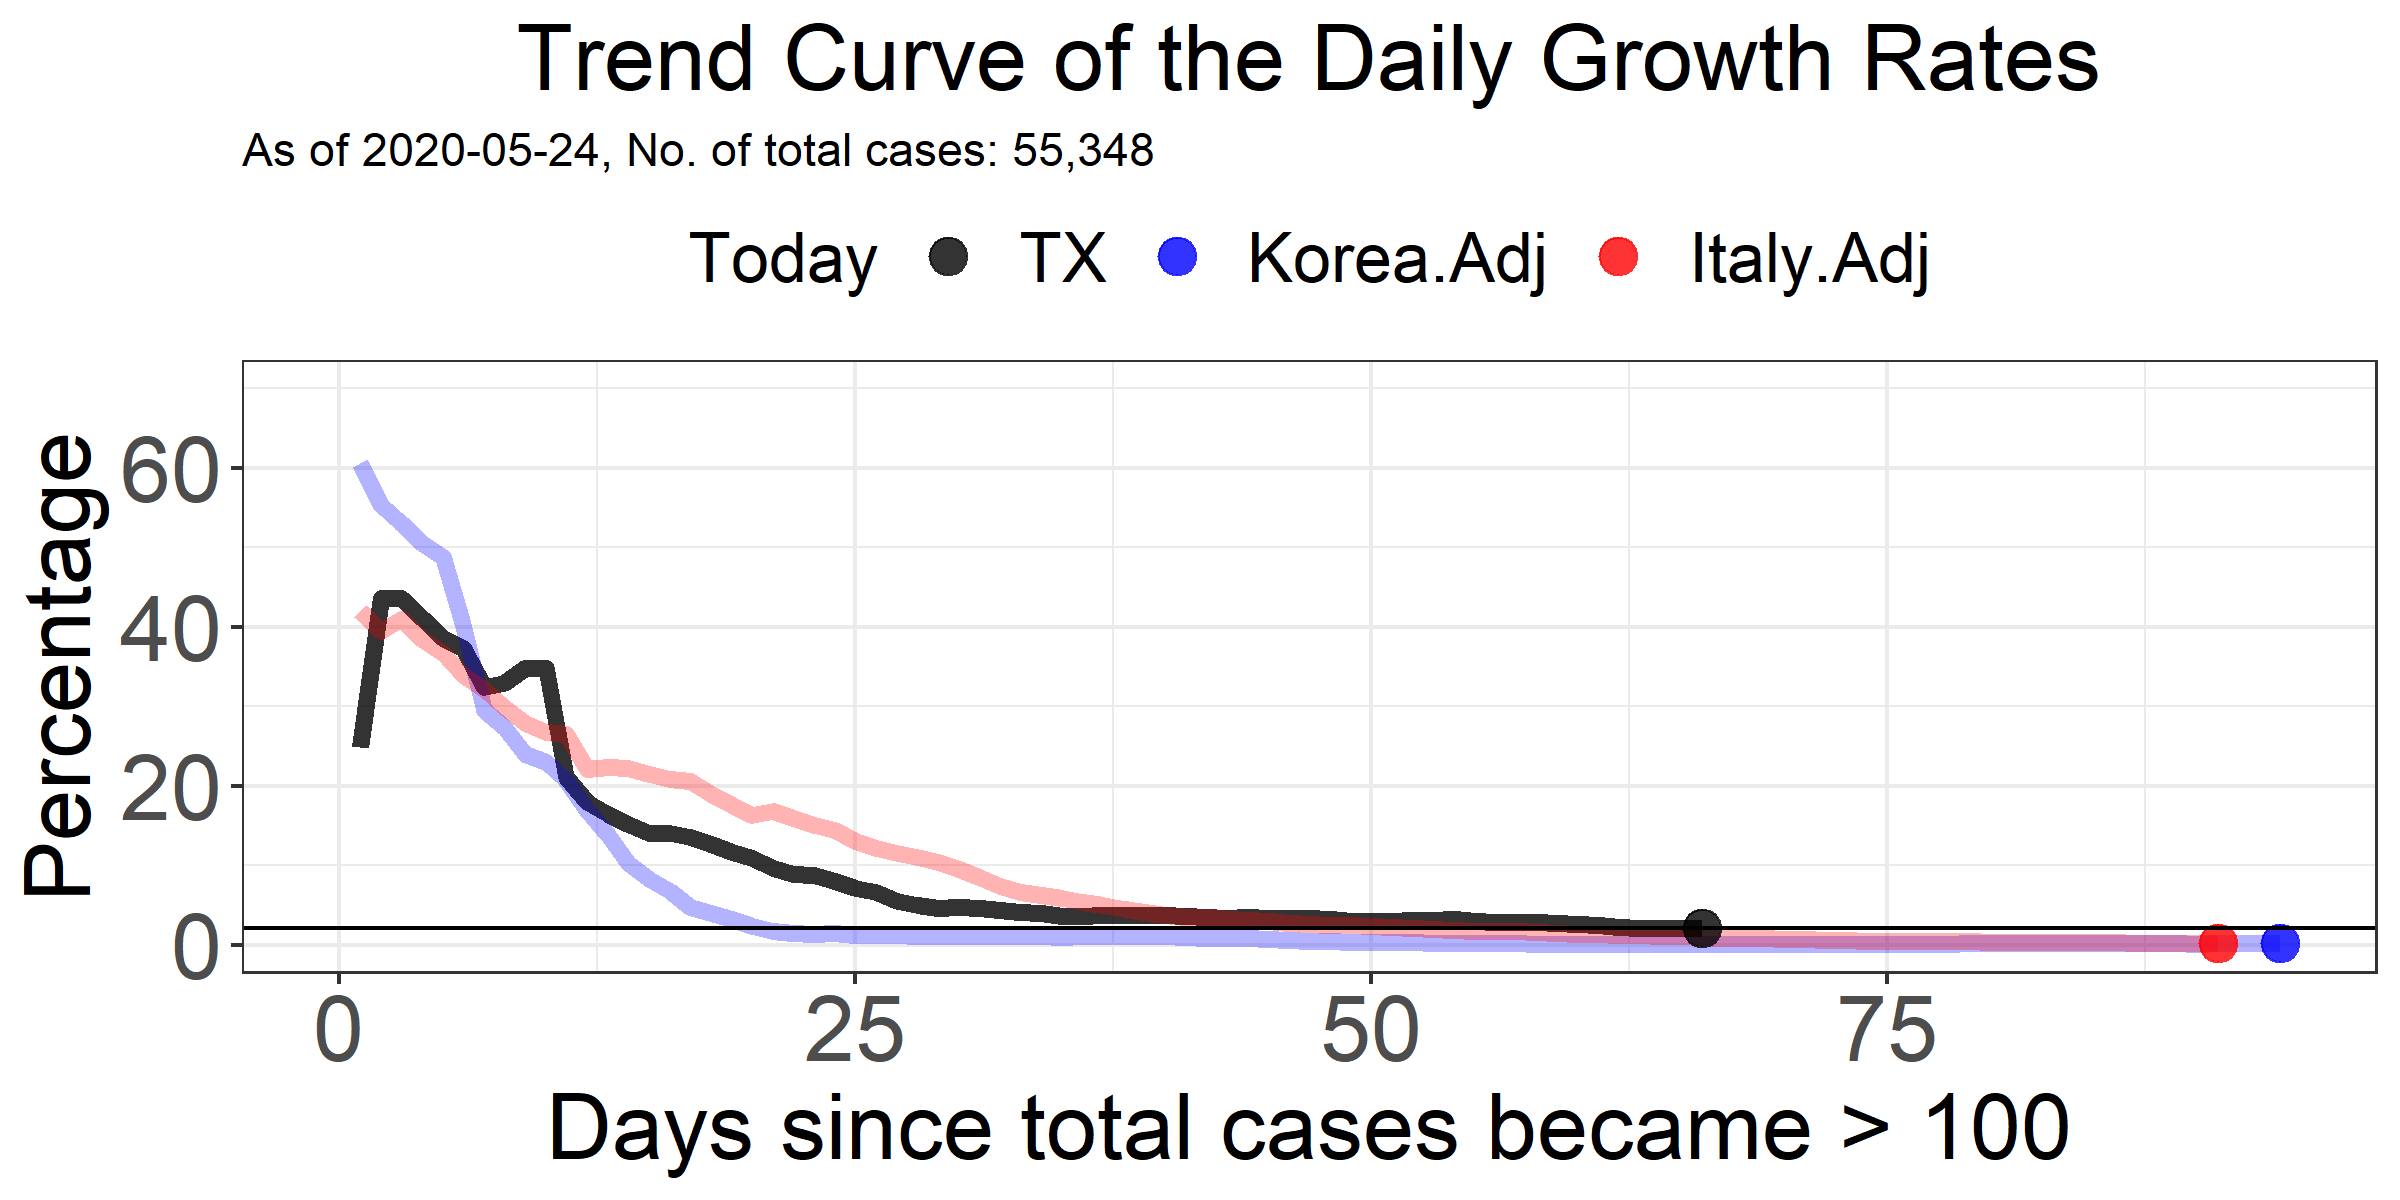 Trend Curve of the Daily Growth Rates
As of 2020-05-24, No. of total cases: 55,348
Today TX Korea.Adj Italy.Adj
Percentage
60
40
20
0
0 25 50 75
Days since total cases became > 100